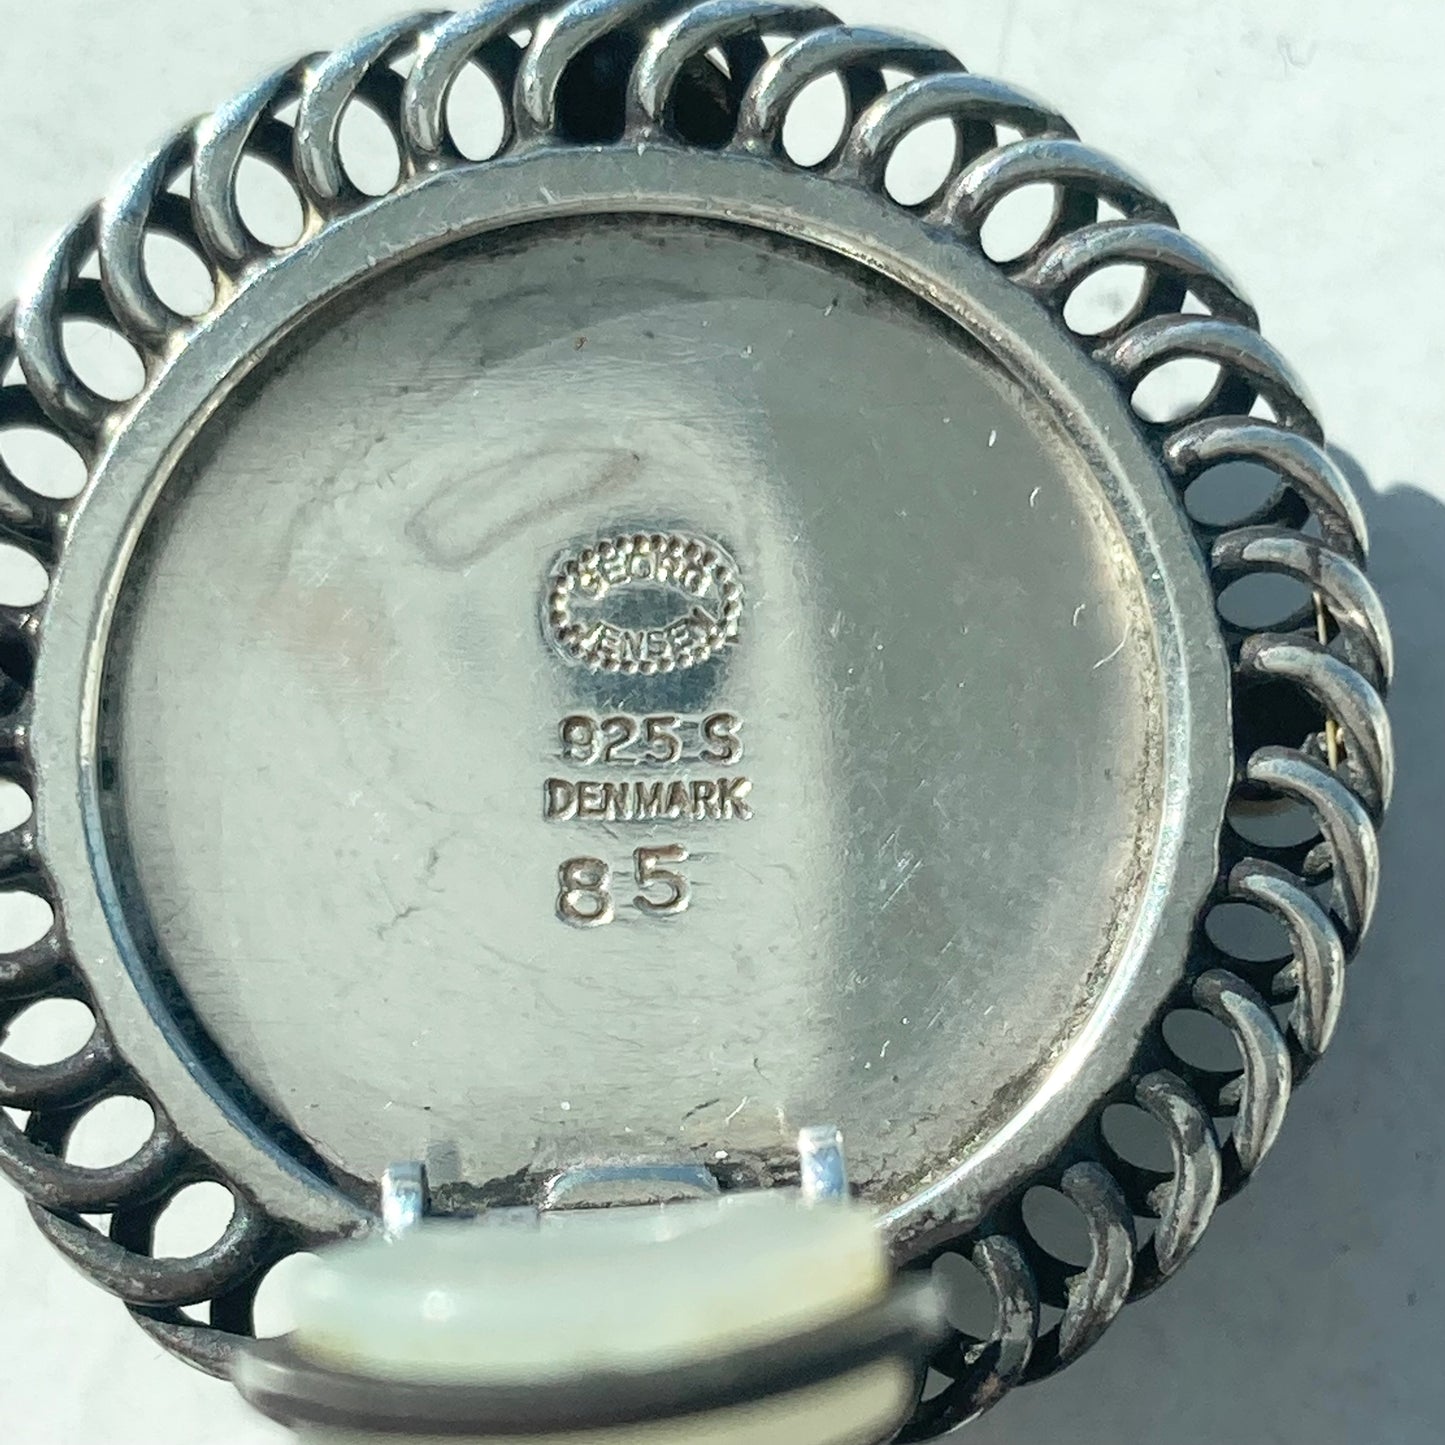 GEORG
JENSEN
925 S
DENMARK
85